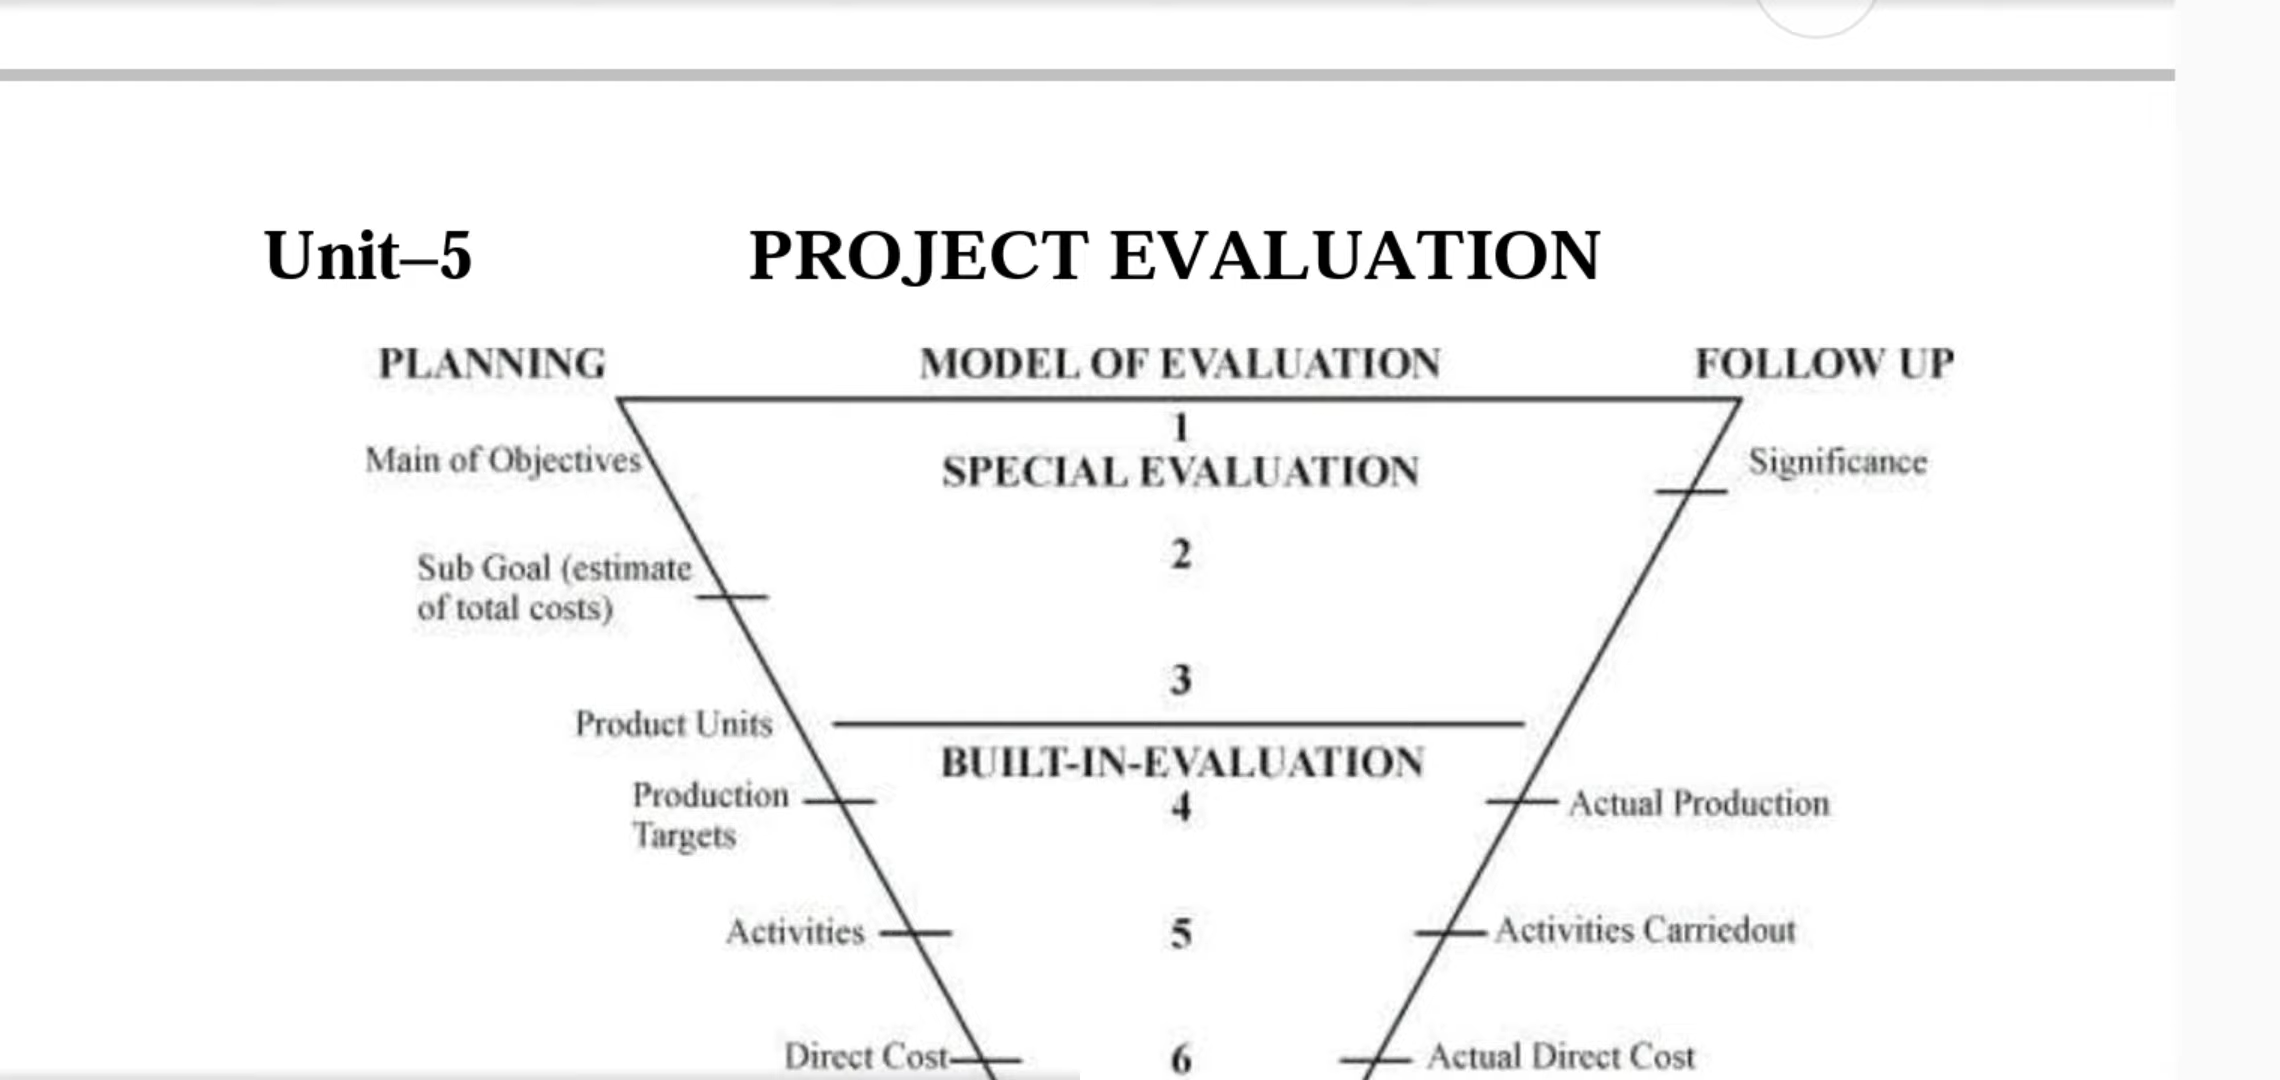 Unit–5 PROJECT EVALUATION
PLANNING MODEL OF EVALUATION FOLLOW UP
1
Main of Objectives SPECIAL EVALUATION Significance
2
Sub Goal (estimate
of total costs)
3
Product Units
BUILT-IN-EVALUATION
Production 4 Actual Production
Targets
Activities 5 Activities Carriedout
Direct Cost 6 Actual Direct Cost